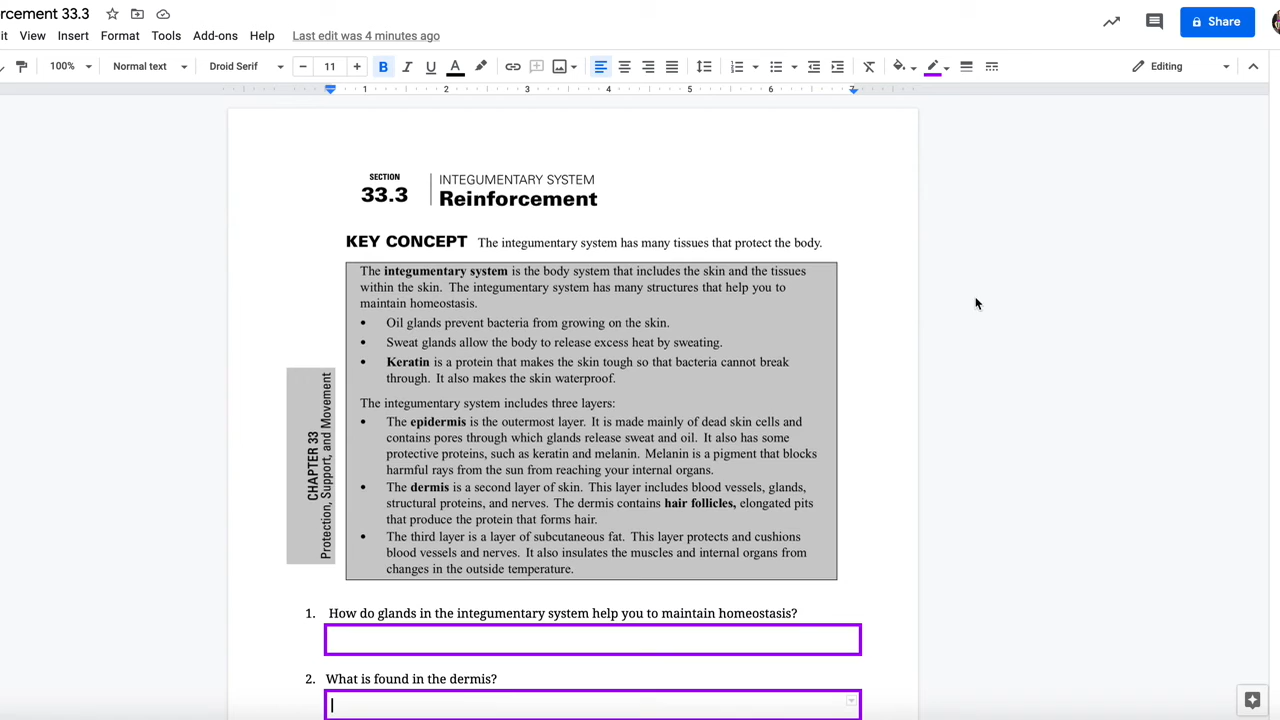 rcement 33.3
it View Insert Format Tools Add-ons Help Last edit was 4 minutes ago
Share
100% Normal text Droid Serif 11 B I U A Editing
1 2 3 4 5 6 7
SECTION
33.3
INTEGUMENTARY SYSTEM
Reinforcement
KEY CONCEPT The integumentary system has many tissues that protect the body.
The integumentary system is the body system that includes the skin and the tissues
within the skin. The integumentary system has many structures that help you to
maintain homeostasis.
• Oil glands prevent bacteria from growing on the skin.
• Sweat glands allow the body to release excess heat by sweating.
• Keratin is a protein that makes the skin tough so that bacteria cannot break
through. It also makes the skin waterproof.
The integumentary system includes three layers:
• The epidermis is the outermost layer. It is made mainly of dead skin cells and
contains pores through which glands release sweat and oil. It also has some
protective proteins, such as keratin and melanin. Melanin is a pigment that blocks
harmful rays from the sun from reaching your internal organs.
• The dermis is a second layer of skin. This layer includes blood vessels, glands,
structural proteins, and nerves. The dermis contains hair follicles, elongated pits
that produce the protein that forms hair.
• The third layer is a layer of subcutaneous fat. This layer protects and cushions
blood vessels and nerves. It also insulates the muscles and internal organs from
changes in the outside temperature.
CHAPTER 33
Protection, Support, and Movement
1. How do glands in the integumentary system help you to maintain homeostasis?
2. What is found in the dermis?